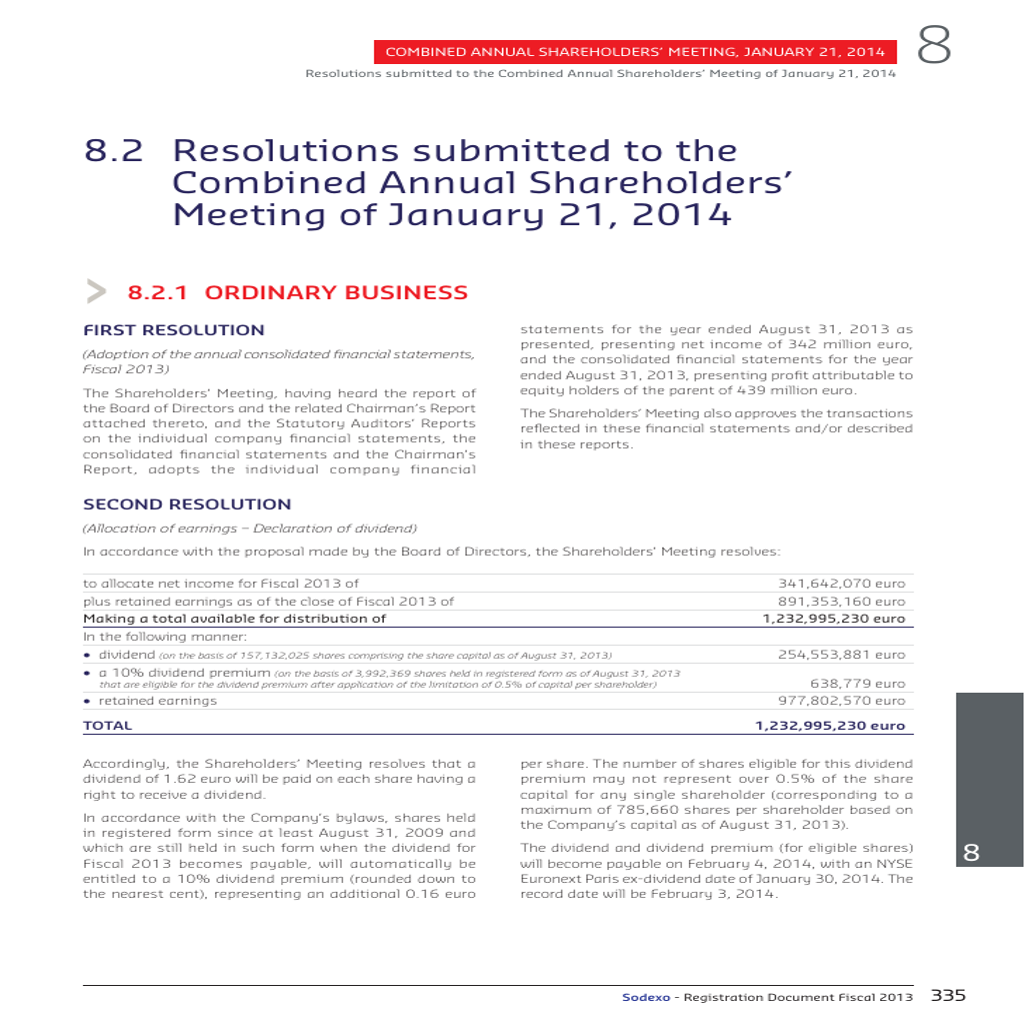 COMBINED ANNUAL SHAREHOLDERS' MEETING, JANUARY 21, 2014
8
Resolutions submitted to the Combined Annual Shareholders' Meeting of January 21, 2014
8.2 Resolutions submitted to the
Combined Annual Shareholders'
Meeting of January 21, 2014
> 8.2.1 ORDINARY BUSINESS
FIRST RESOLUTION
(Adoption of the annual consolidated financial statements,
Fiscal 2013)
The Shareholders' Meeting, having heard the report of
the Board of Directors and the related Chairman's Report
attached thereto, and the Statutory Auditors' Reports
on the individual company financial statements, the
consolidated financial statements and the Chairman's
Report, adopts the individual company financial
statements for the year ended August 31, 2013 as
presented, presenting net income of 342 million euro,
and the consolidated financial statements for the year
ended August 31, 2013, presenting profit attributable to
equity holders of the parent of 439 million euro.
The Shareholders' Meeting also approves the transactions
reflected in these financial statements and/or described
in these reports.
SECOND RESOLUTION
(Allocation of earnings – Declaration of dividend)
In accordance with the proposal made by the Board of Directors, the Shareholders' Meeting resolves:
to allocate net income for Fiscal 2013 of 341,642,070 euro
plus retained earnings as of the close of Fiscal 2013 of 891,353,160 euro
Making a total available for distribution of 1,232,995,230 euro
In the following manner:
• dividend (on the basis of 157,132,025 shares comprising the share capital as of August 31, 2013) 254,553,881 euro
• a 10% dividend premium (on the basis of 3,992,369 shares held in registered form as of August 31, 2013
that are eligible for the dividend premium after application of the limitation of 0.5% of capital per shareholder) 638,779 euro
• retained earnings 977,802,570 euro
TOTAL 1,232,995,230 euro
Accordingly, the Shareholders' Meeting resolves that a
dividend of 1.62 euro will be paid on each share having a
right to receive a dividend.
In accordance with the Company's bylaws, shares held
in registered form since at least August 31, 2009 and
which are still held in such form when the dividend for
Fiscal 2013 becomes payable, will automatically be
entitled to a 10% dividend premium (rounded down to
the nearest cent), representing an additional 0.16 euro
per share. The number of shares eligible for this dividend
premium may not represent over 0.5% of the share
capital for any single shareholder (corresponding to a
maximum of 785,660 shares per shareholder based on
the Company's capital as of August 31, 2013).
The dividend and dividend premium (for eligible shares)
will become payable on February 4, 2014, with an NYSE
Euronext Paris ex-dividend date of January 30, 2014. The
record date will be February 3, 2014.
8
Sodexo - Registration Document Fiscal 2013 335